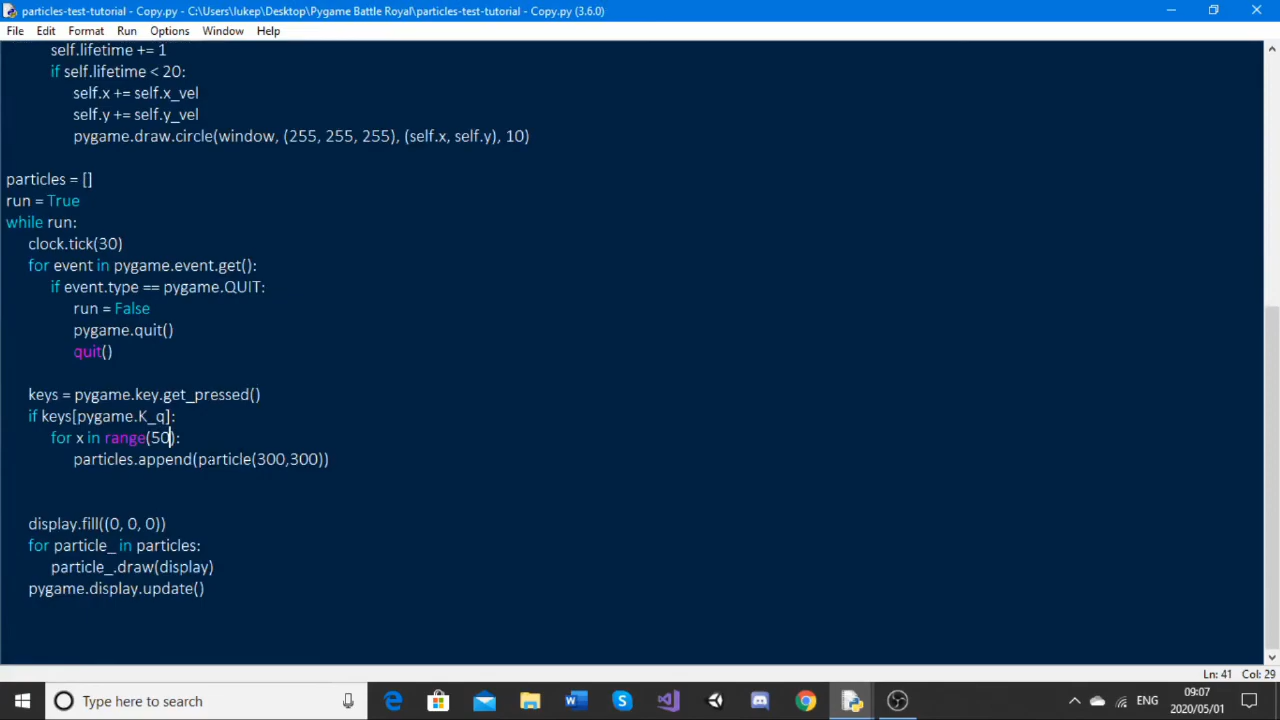 particles-test-tutorial - Copy.py - C:\Users\lukep\Desktop\Pygame Battle Royal\particles-test-tutorial - Copy.py (3.6.0)
File Edit Format Run Options Window Help
self.lifetime += 1
if self.lifetime < 20:
self.x += self.x_vel
self.y += self.y_vel
pygame.draw.circle(window, (255, 255, 255), (self.x, self.y), 10)
particles = []
run = True
while run:
clock.tick(30)
for event in pygame.event.get():
if event.type == pygame.QUIT:
run = False
pygame.quit()
quit()
keys = pygame.key.get_pressed()
if keys[pygame.K_q]:
for x in range(50):
particles.append(particle(300,300))
display.fill((0, 0, 0))
for particle_ in particles:
particle_.draw(display)
pygame.display.update()
Ln: 41 Col: 29
Type here to search
ENG
09:07
2020/05/01